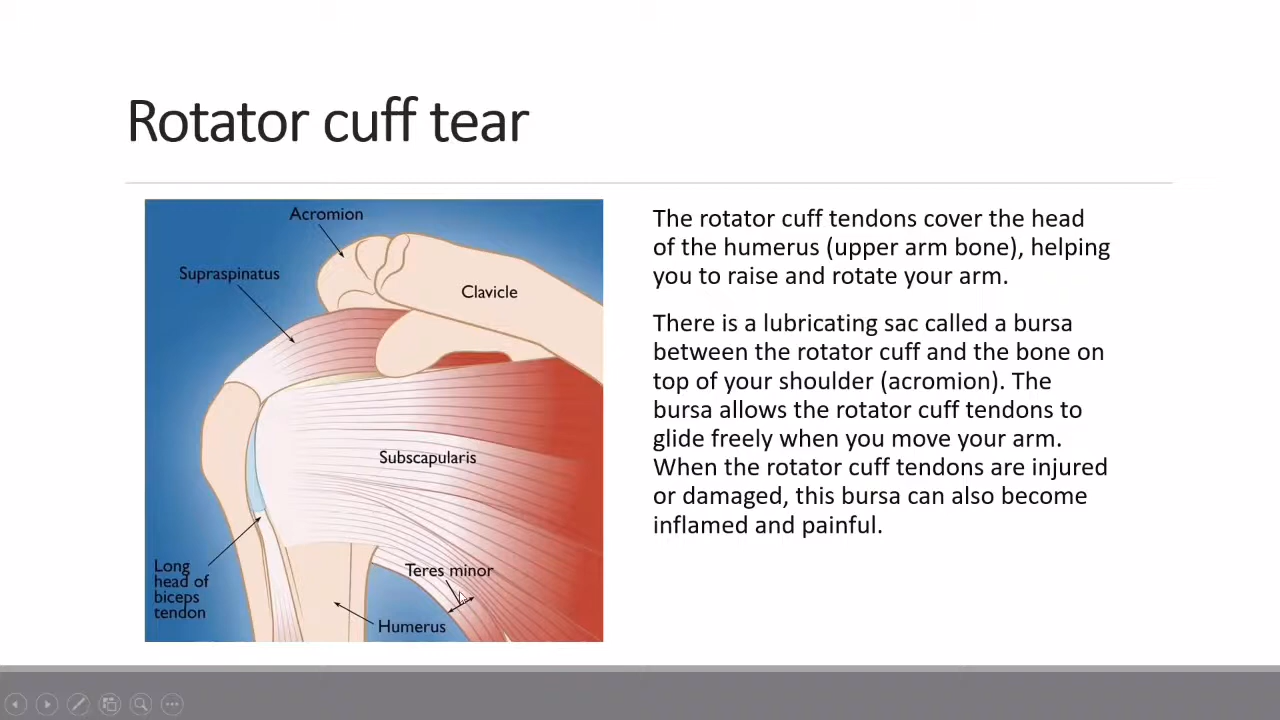 Rotator cuff tear
Acromion
Supraspinatus
Clavicle
Subscapularis
Long
head of
biceps
tendon
Teres minor
Humerus
The rotator cuff tendons cover the head
of the humerus (upper arm bone), helping
you to raise and rotate your arm.
There is a lubricating sac called a bursa
between the rotator cuff and the bone on
top of your shoulder (acromion). The
bursa allows the rotator cuff tendons to
glide freely when you move your arm.
When the rotator cuff tendons are injured
or damaged, this bursa can also become
inflamed and painful.